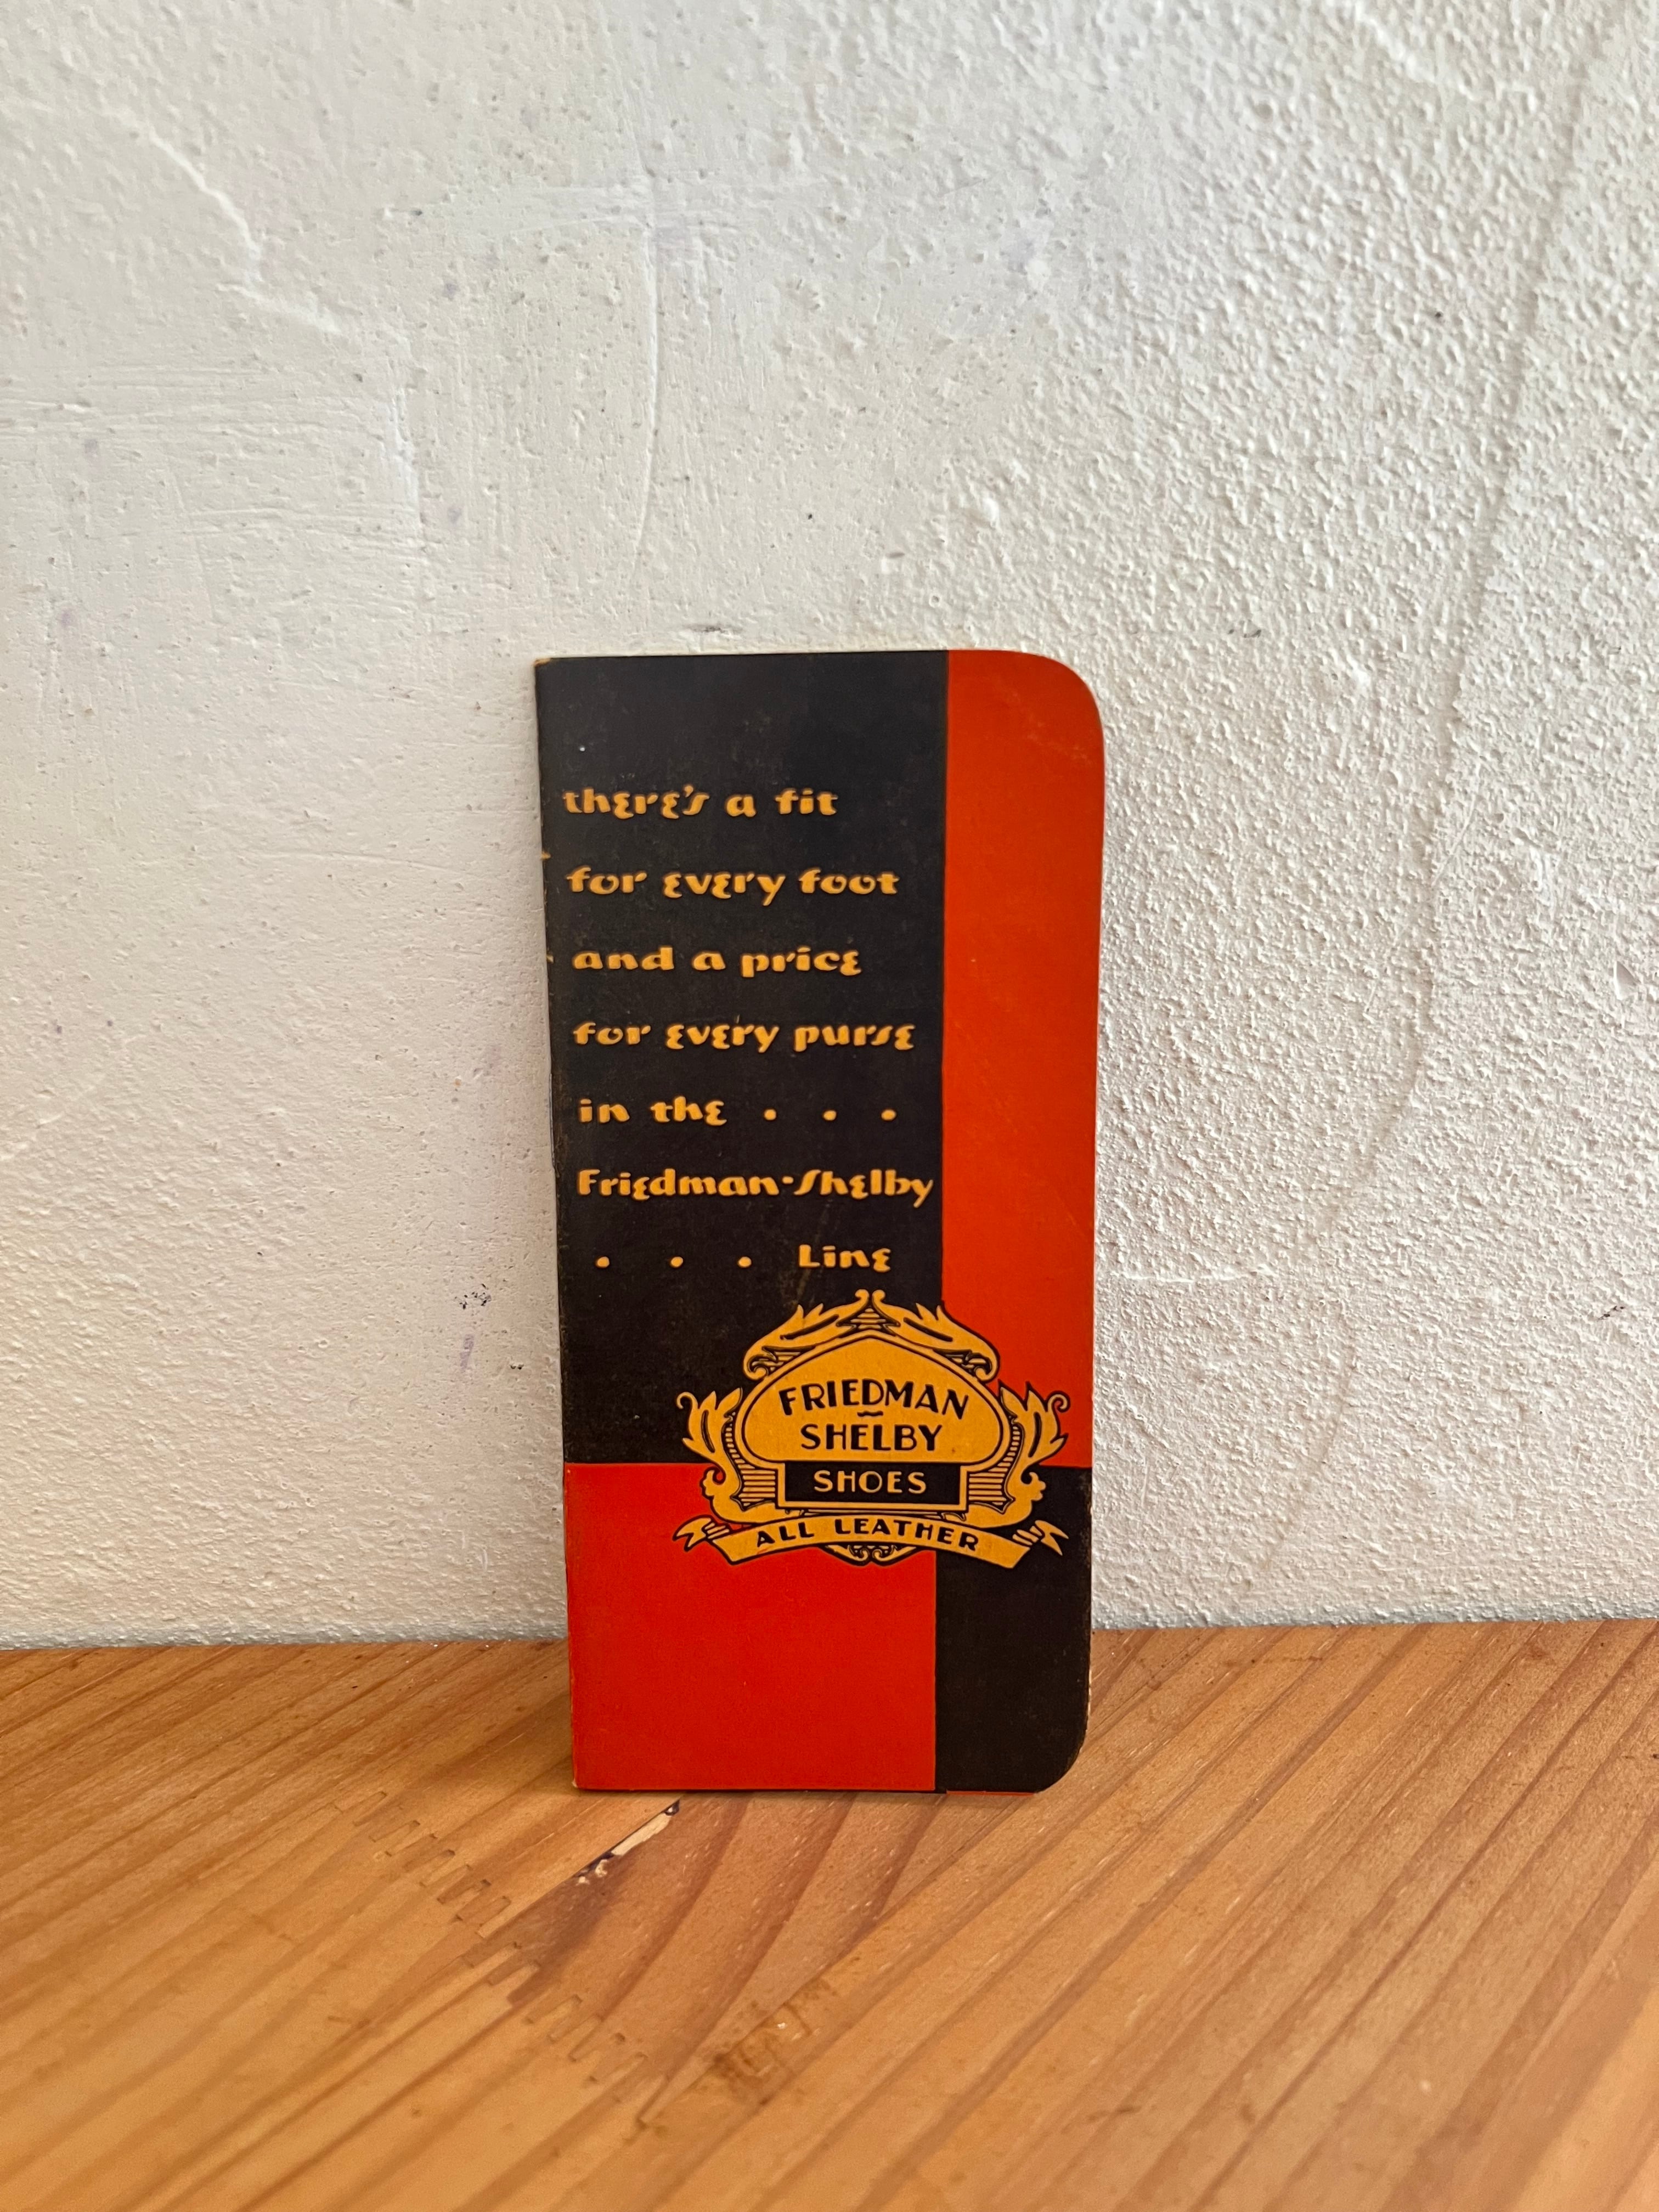 there's a fit
for every foot
and a price
for every purse
in the . . .
Friedman-Shelby
. . . Line
FRIEDMAN
SHELBY
SHOES
ALL LEATHER